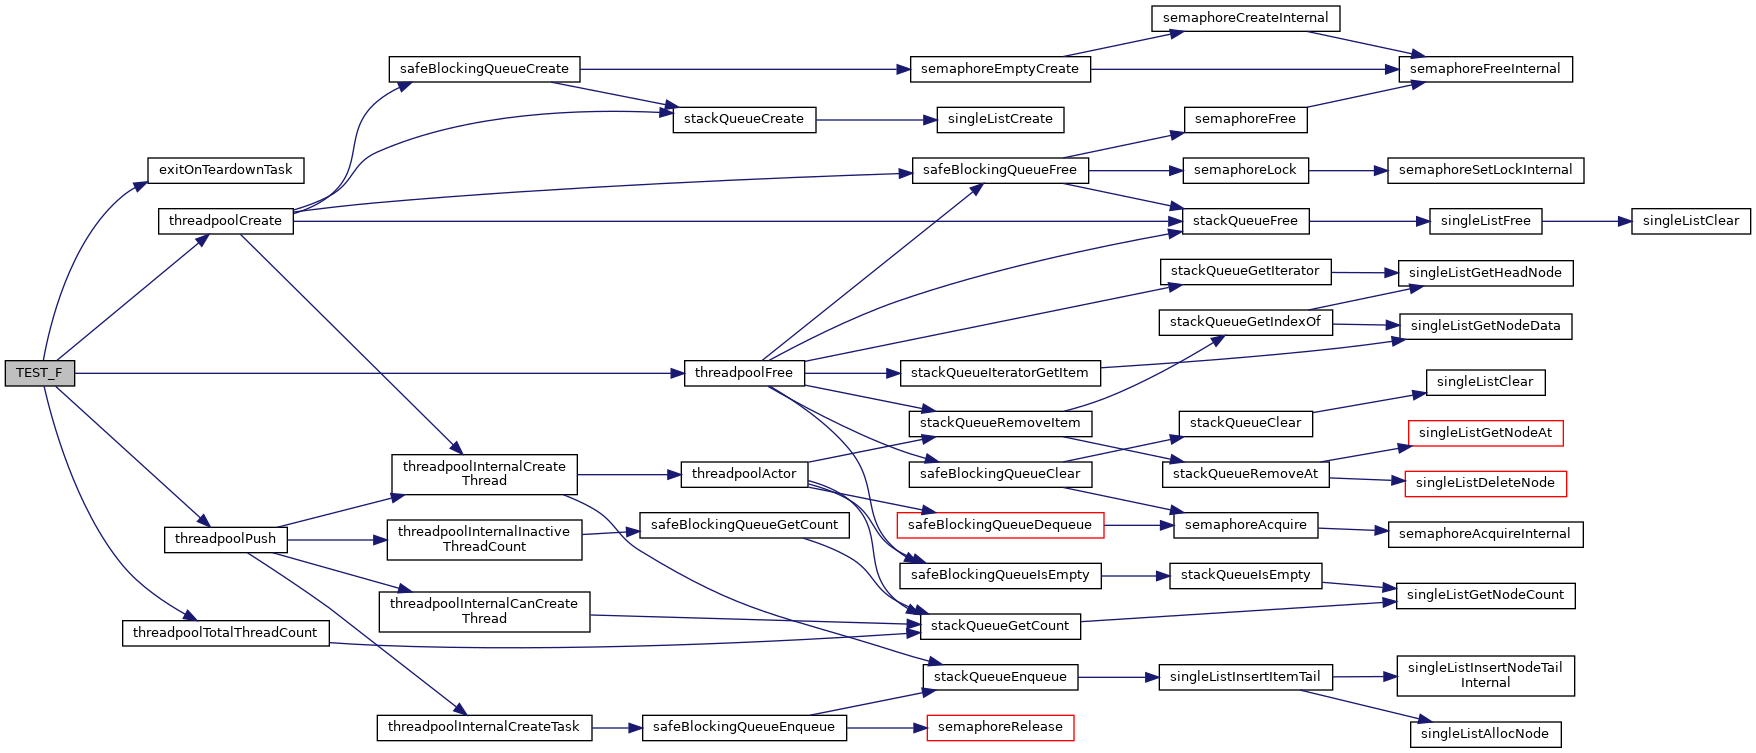 semaphoreCreateInternal
safeBlockingQueueCreate
semaphoreEmptyCreate
semaphoreFreeInternal
stackQueueCreate
singleListCreate
semaphoreFree
exitOnTeardownTask
safeBlockingQueueFree
semaphoreLock
semaphoreSetLockInternal
threadpoolCreate
stackQueueFree
singleListFree
singleListClear
stackQueueGetIterator
singleListGetHeadNode
stackQueueGetIndexOf
singleListGetNodeData
TEST_F
threadpoolFree
stackQueueIteratorGetItem
singleListClear
stackQueueRemoveItem
stackQueueClear
singleListGetNodeAt
threadpoolInternalCreate
Thread
threadpoolActor
safeBlockingQueueClear
stackQueueRemoveAt
singleListDeleteNode
threadpoolPush
threadpoolInternalInactive
ThreadCount
safeBlockingQueueGetCount
safeBlockingQueueDequeue
semaphoreAcquire
semaphoreAcquireInternal
safeBlockingQueueIsEmpty
stackQueueIsEmpty
singleListGetNodeCount
threadpoolInternalCanCreate
Thread
threadpoolTotalThreadCount
stackQueueGetCount
stackQueueEnqueue
singleListInsertItemTail
singleListInsertNodeTail
Internal
threadpoolInternalCreateTask
safeBlockingQueueEnqueue
semaphoreRelease
singleListAllocNode